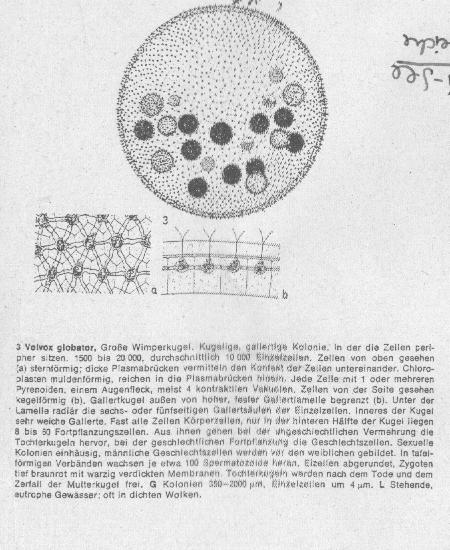 3
a
b
3 Volvox globator, Große Wimperkugel. Kugelige, gallertige Kolonie, in der die Zellen peri-
pher sitzen. 1500 bis 20 000, durchschnittlich 10 000 Einzelzellen. Zellen von oben gesehen
(a) sternförmig; dicke Plasmabrücken vermitteln den Kontakt der Zellen untereinander. Chloro-
plasten muldenförmig, reichen in die Plasmabrücken hinein. Jede Zelle mit 1 oder mehreren
Pyrenoiden, einem Augenfleck, meist 4 kontraktilen Vakuolen. Zellen von der Seite gesehen
kegelförmig (b). Gallertkugel außen von hoher, fester Gallertlamelle begrenzt (b). Unter der
Lamelle radiär die sechs- oder fünfseitigen Gallertsäulen der Einzelzellen. Inneres der Kugel
sehr weiche Gallerte. Fast alle Zellen Körperzellen, nur in der hinteren Hälfte der Kugel liegen
8 bis 50 Fortpflanzungszellen. Aus ihnen gehen bei der ungeschlechtlichen Vermehrung die
Tochterkugeln hervor, bei der geschlechtlichen Fortpflanzung die Geschlechtszellen. Sexuelle
Kolonien einhäusig, männliche Geschlechtszellen werden vor den weiblichen gebildet. In tafel-
förmigen Verbänden wachsen je etwa 100 Spermatozoide heran. Eizellen abgerundet, Zygoten
tief braunrot mit warzig verdickten Membranen. Tochterkugeln werden nach dem Tode und dem
Zerfall der Mutterkugel frei. G Kolonien 350–2000 µm, Einzelzellen um 4 µm. L Stehende,
eutrophe Gewässer; oft in dichten Wolken.